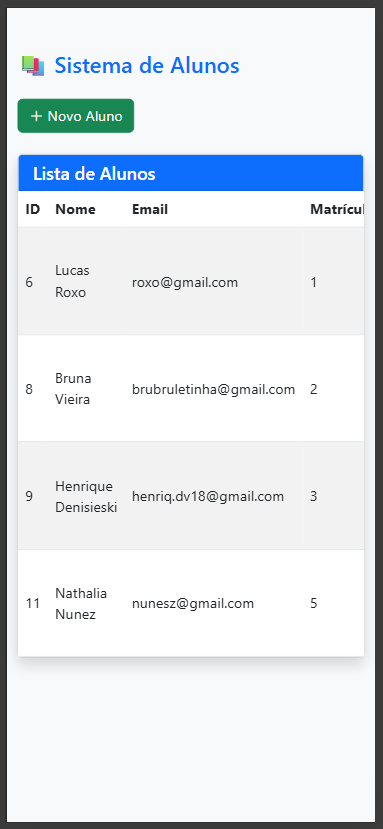 Sistema de Alunos
+ Novo Aluno
Lista de Alunos
ID Nome Email Matrícul
6 Lucas Roxo roxo@gmail.com 1
8 Bruna Vieira brubruletinha@gmail.com 2
9 Henrique Denisieski henriq.dv18@gmail.com 3
11 Nathalia Nunez nunesz@gmail.com 5